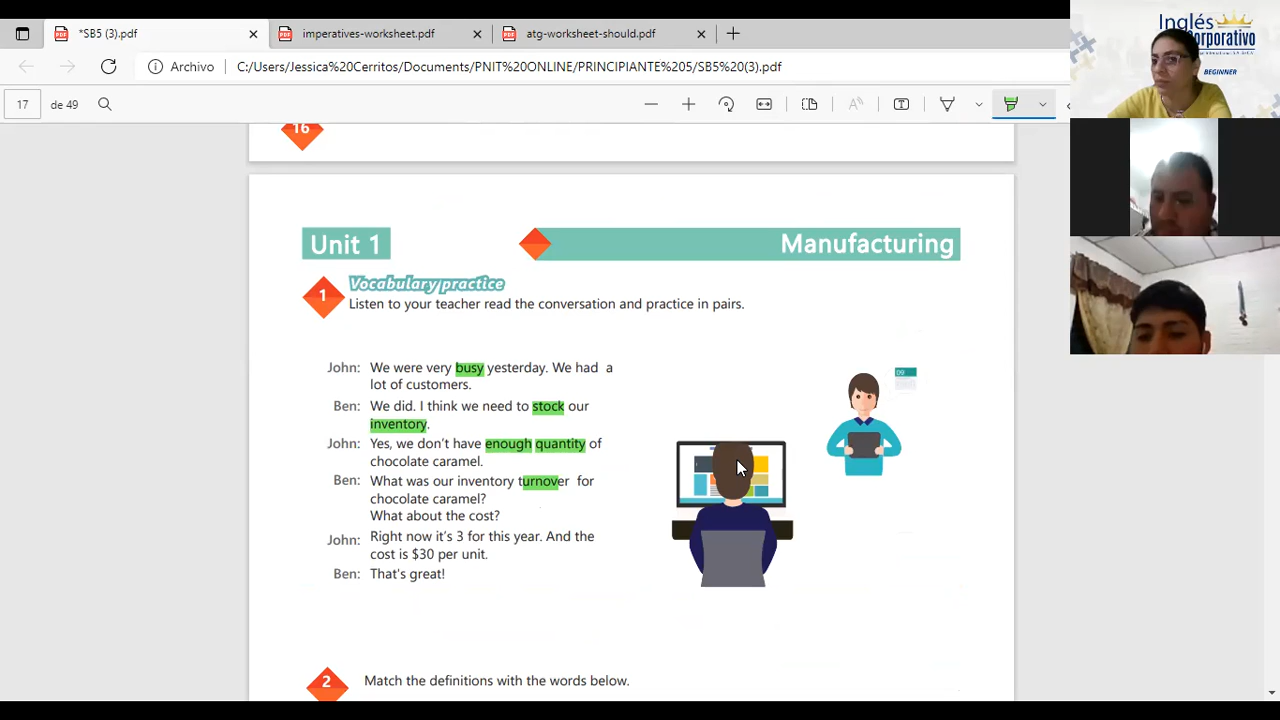 *SB5 (3).pdf
imperatives-worksheet.pdf
atg-worksheet-should.pdf
Archivo
C:/Users/Jessica%20Cerritos/Documents/PNET%20ONLINE/PRINCIPIANTE%205/SB5%20(3).pdf
17 de 49
16
Unit 1
Manufacturing
Vocabulary practice
1
Listen to your teacher read the conversation and practice in pairs.
John: We were very busy yesterday. We had a
lot of customers.
Ben: We did. I think we need to stock our
inventory.
John: Yes, we don't have enough quantity of
chocolate caramel.
Ben: What was our inventory turnover for
chocolate caramel?
What about the cost?
John: Right now it's 3 for this year. And the
cost is $30 per unit.
Ben: That's great!
2 Match the definitions with the words below.
Inglés
Corporativo
BEGINNER